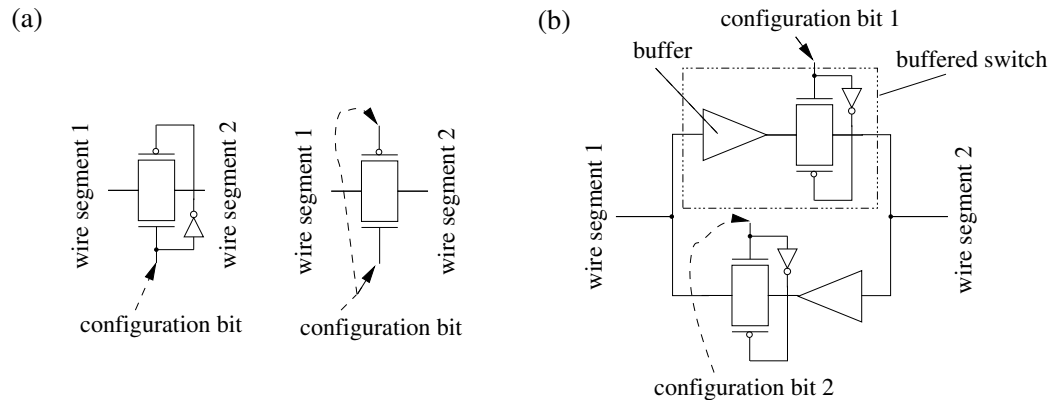 (a)
wire segment 1
wire segment 2
configuration bit
wire segment 1
wire segment 2
configuration bit
(b)
configuration bit 1
buffer
buffered switch
wire segment 1
wire segment 2
configuration bit 2